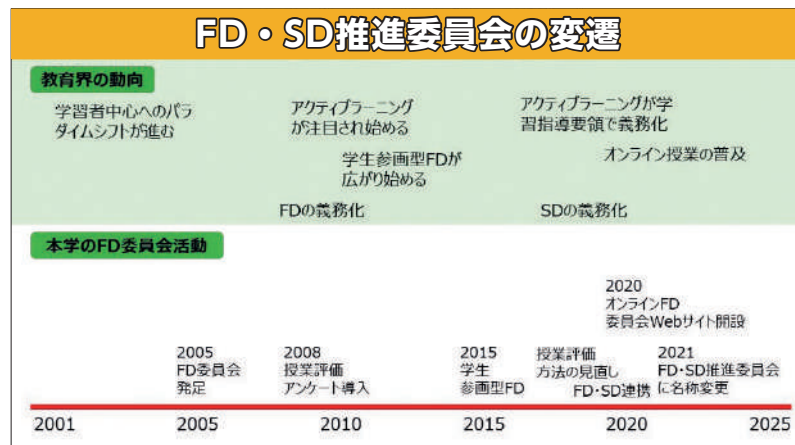 FD・SD推進委員会の変遷
教育界の動向
学習者中心へのパラ
ダイムシフトが進む
アクティブラーニング
が注目され始める
アクティブラーニングが学
習指導要領で義務化
学生参画型FDが
広がり始める
オンライン授業の普及
FDの義務化
SDの義務化
本学のFD委員会活動
2020
オンラインFD
委員会Webサイト開設
2005
FD委員会
発足
2008
授業評価
アンケート導入
2015
学生
参画型FD
授業評価
方法の見直し
FD・SD連携
2021
FD・SD推進委員会
に名称変更
2001 2005 2010 2015 2020 2025